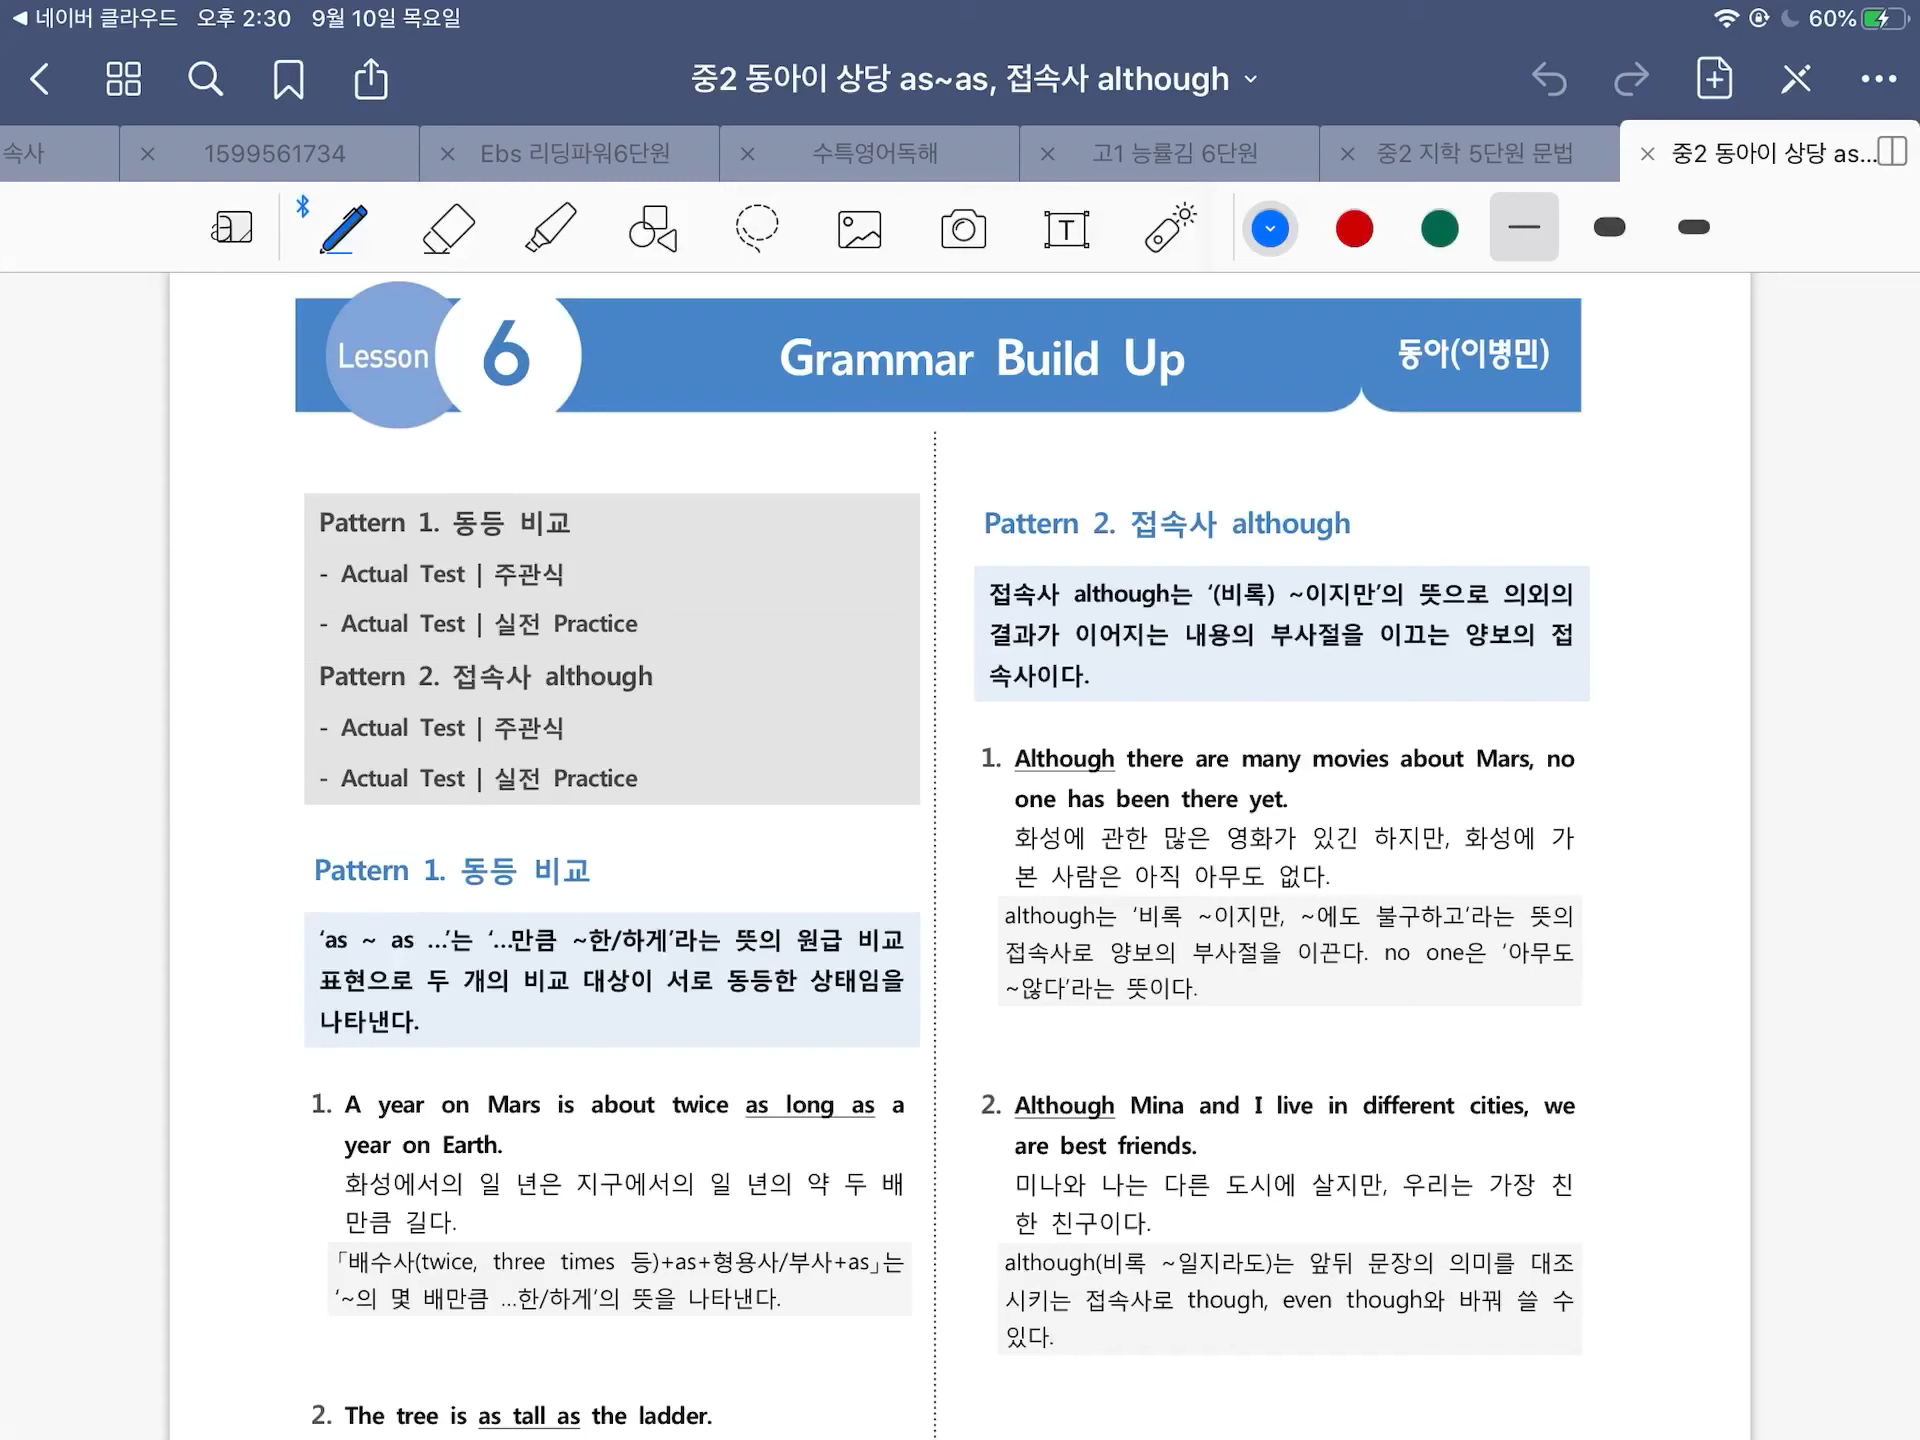 ◀ 네이버 클라우드 오후 2:30 9월 10일 목요일 60%
중2 동아이 상당 as~as, 접속사 although
속사 1599561734 Ebs 리딩파워6단원 수특영어독해 고1 능률김 6단원 중2 지학 5단원 문법 중2 동아이 상당 as...
T
Lesson 6 Grammar Build Up 동아(이병민)
Pattern 1. 동등 비교
- Actual Test | 주관식
- Actual Test | 실전 Practice
Pattern 2. 접속사 although
- Actual Test | 주관식
- Actual Test | 실전 Practice
Pattern 1. 동등 비교
‘as ~ as …’는 ‘…만큼 ~한/하게’라는 뜻의 원급 비교
표현으로 두 개의 비교 대상이 서로 동등한 상태임을
나타낸다.
1. A year on Mars is about twice as long as a
year on Earth.
화성에서의 일 년은 지구에서의 일 년의 약 두 배
만큼 길다.
「배수사(twice, three times 등)+as+형용사/부사+as」는
‘~의 몇 배만큼 …한/하게’의 뜻을 나타낸다.
2. The tree is as tall as the ladder.
Pattern 2. 접속사 although
접속사 although는 ‘(비록) ~이지만’의 뜻으로 의외의
결과가 이어지는 내용의 부사절을 이끄는 양보의 접
속사이다.
1. Although there are many movies about Mars, no
one has been there yet.
화성에 관한 많은 영화가 있긴 하지만, 화성에 가
본 사람은 아직 아무도 없다.
although는 ‘비록 ~이지만, ~에도 불구하고’라는 뜻의
접속사로 양보의 부사절을 이끈다. no one은 ‘아무도
~않다’라는 뜻이다.
2. Although Mina and I live in different cities, we
are best friends.
미나와 나는 다른 도시에 살지만, 우리는 가장 친
한 친구이다.
although(비록 ~일지라도)는 앞뒤 문장의 의미를 대조
시키는 접속사로 though, even though와 바꿔 쓸 수
있다.